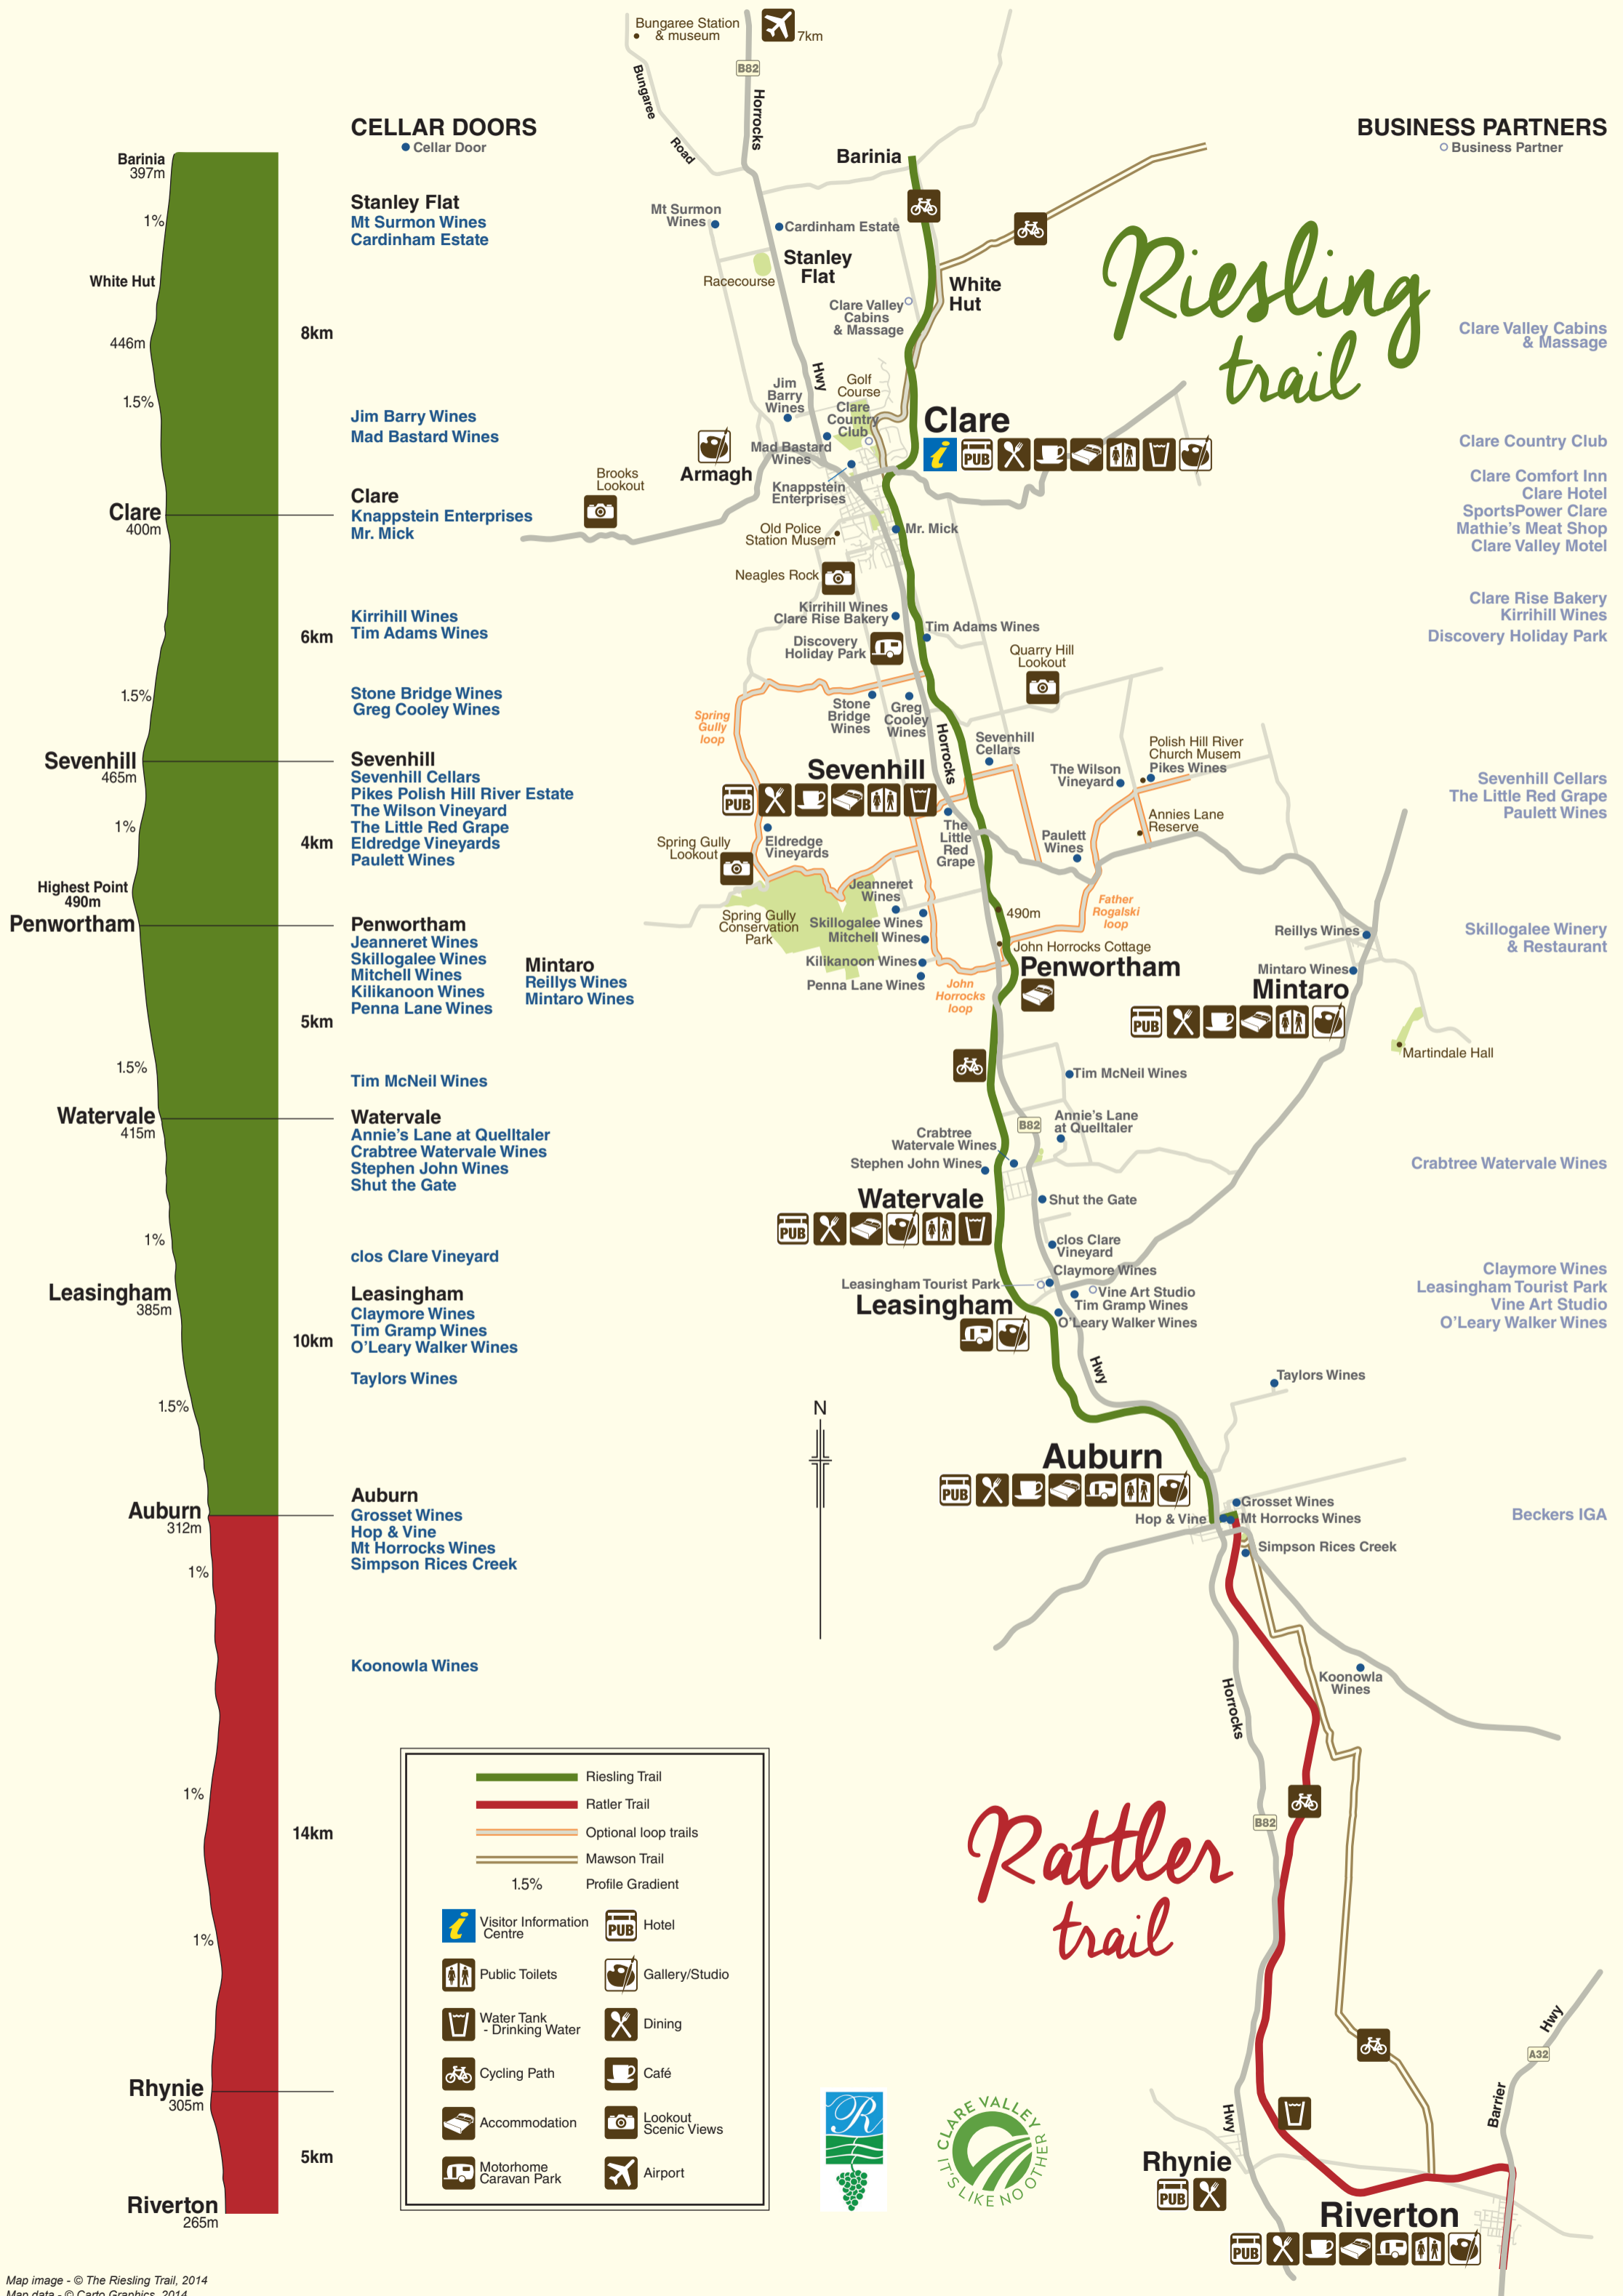 Bungaree Station
& museum
7km
B82
Bungaree
Road
Horrocks
CELLAR DOORS
Cellar Door
BUSINESS PARTNERS
Business Partner
Barinia
397m
1%
White Hut
446m
1.5%
Clare
400m
1.5%
Sevenhill
465m
1%
Highest Point
490m
Penwortham
1.5%
Watervale
415m
1%
Leasingham
385m
1.5%
Auburn
312m
1%
1%
1%
Rhynie
305m
Riverton
265m
8km
6km
4km
5km
10km
14km
5km
Stanley Flat
Mt Surmon Wines
Cardinham Estate
Jim Barry Wines
Mad Bastard Wines
Clare
Knappstein Enterprises
Mr. Mick
Kirrihill Wines
Tim Adams Wines
Stone Bridge Wines
Greg Cooley Wines
Sevenhill
Sevenhill Cellars
Pikes Polish Hill River Estate
The Wilson Vineyard
The Little Red Grape
Eldredge Vineyards
Paulett Wines
Penwortham
Jeanneret Wines
Skillogalee Wines
Mitchell Wines
Kilikanoon Wines
Penna Lane Wines
Mintaro
Reillys Wines
Mintaro Wines
Tim McNeil Wines
Watervale
Annie's Lane at Quelltaler
Crabtree Watervale Wines
Stephen John Wines
Shut the Gate
clos Clare Vineyard
Leasingham
Claymore Wines
Tim Gramp Wines
O'Leary Walker Wines
Taylors Wines
Auburn
Grosset Wines
Hop & Vine
Mt Horrocks Wines
Simpson Rices Creek
Koonowla Wines
Barinia
Mt Surmon
Wines
Cardinham Estate
Stanley
Flat
Racecourse
White
Hut
Clare Valley
Cabins
& Massage
Hwy
Riesling
trail
Jim
Barry
Wines
Golf
Course
Clare
Country
Club
Mad Bastard
Wines
Clare
i
PUB
Armagh
Brooks
Lookout
Knappstein
Enterprises
Old Police
Station Musem
Mr. Mick
Neagles Rock
Kirrihill Wines
Clare Rise Bakery
Tim Adams Wines
Discovery
Holiday Park
Quarry Hill
Lookout
Spring
Gully
loop
Stone
Bridge
Wines
Greg
Cooley
Wines
Horrocks
Sevenhill
Cellars
Polish Hill River
Church Musem
Pikes Wines
The Wilson
Vineyard
Sevenhill
PUB
Annies Lane
Reserve
The
Little
Red
Grape
Paulett
Wines
Eldredge
Vineyards
Spring Gully
Lookout
Jeanneret
Wines
490m
Father
Rogalski
loop
Spring Gully
Conservation
Park
Skillogalee Wines
Mitchell Wines
John Horrocks Cottage
Kilikanoon Wines
Penwortham
Penna Lane Wines
John
Horrocks
loop
Reillys Wines
Mintaro Wines
Mintaro
PUB
Martindale Hall
Tim McNeil Wines
B82
Annie's Lane
at Quelltaler
Crabtree
Watervale Wines
Stephen John Wines
Watervale
PUB
Shut the Gate
clos Clare
Vineyard
Claymore Wines
Leasingham Tourist Park
Vine Art Studio
Leasingham
Tim Gramp Wines
O'Leary Walker Wines
Hwy
Taylors Wines
N
Auburn
PUB
Grosset Wines
Hop & Vine
Mt Horrocks Wines
Simpson Rices Creek
Koonowla
Wines
Horrocks
B82
Rattler
trail
Hwy
A32
Barrier
Hwy
Rhynie
PUB
Riverton
PUB
Clare Valley Cabins
& Massage
Clare Country Club
Clare Comfort Inn
Clare Hotel
SportsPower Clare
Mathie's Meat Shop
Clare Valley Motel
Clare Rise Bakery
Kirrihill Wines
Discovery Holiday Park
Sevenhill Cellars
The Little Red Grape
Paulett Wines
Skillogalee Winery
& Restaurant
Crabtree Watervale Wines
Claymore Wines
Leasingham Tourist Park
Vine Art Studio
O'Leary Walker Wines
Beckers IGA
Riesling Trail
Ratler Trail
Optional loop trails
Mawson Trail
1.5% Profile Gradient
i Visitor Information
Centre
PUB Hotel
Public Toilets
Gallery/Studio
Water Tank
- Drinking Water
Dining
Cycling Path
Café
Accommodation
Lookout
Scenic Views
Motorhome
Caravan Park
Airport
R
CLARE VALLEY
IT'S LIKE NO OTHER
Map image - © The Riesling Trail, 2014
Map data - © Carto Graphics, 2014